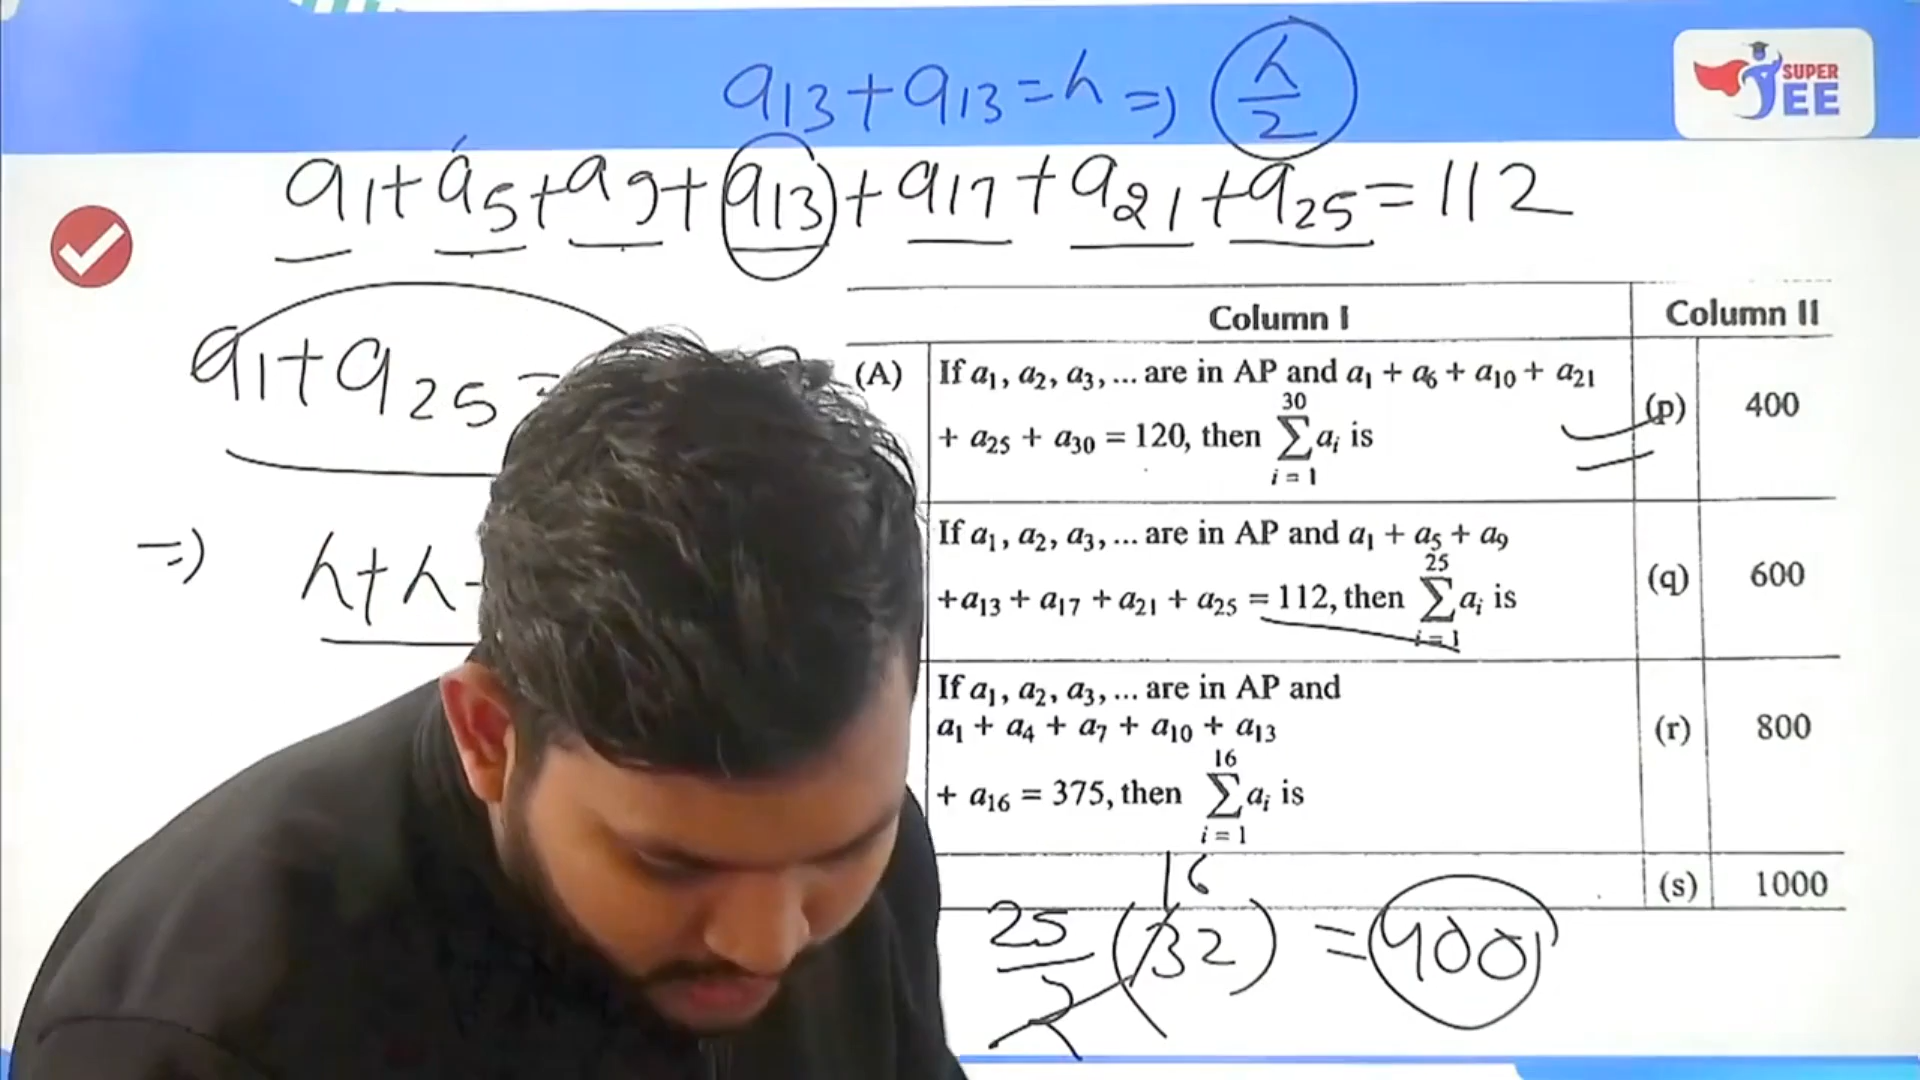 a13+a13=h⇒ h/2
SUPER
JEE
a1+a5+a9+a13+a17+a21+a25=112
a1+a25=
⇒ h+h-
Column I
Column II
(A)
If a1, a2, a3, ... are in AP and a1 + a6 + a10 + a21
+ a25 + a30 = 120, then 30 ∑ i = 1 ai is
(p)
400
If a1, a2, a3, ... are in AP and a1 + a5 + a9
+a13 + a17 + a21 + a25 = 112, then 25 ∑ i = 1 ai is
(q)
600
If a1, a2, a3, ... are in AP and
a1 + a4 + a7 + a10 + a13
+ a16 = 375, then 16 ∑ i = 1 ai is
(r)
800
(s)
1000
16
25/2 (32) = 400